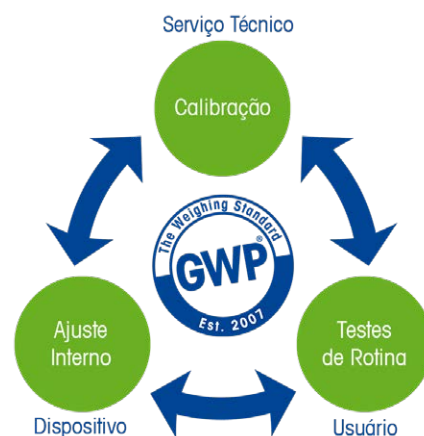 Serviço Técnico
Calibração
The Weighing Standard
GWP®
Est. 2007
Ajuste
Interno
Testes
de Rotina
Dispositivo
Usuário